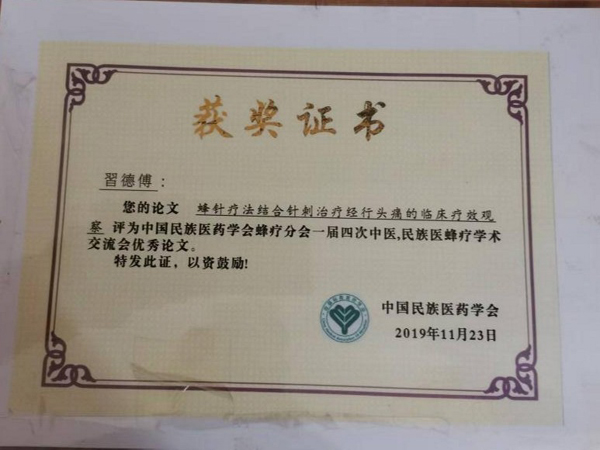 获奖证书
習德傅：
您的论文 蜂针疗法结合针刺治疗经行头痛的临床疗效观
察 评为中国民族医药学会蜂疗分会一届四次中医,民族医蜂疗学术
交流会优秀论文。
特发此证，以资鼓励!
中国民族医药学会
2019年11月23日